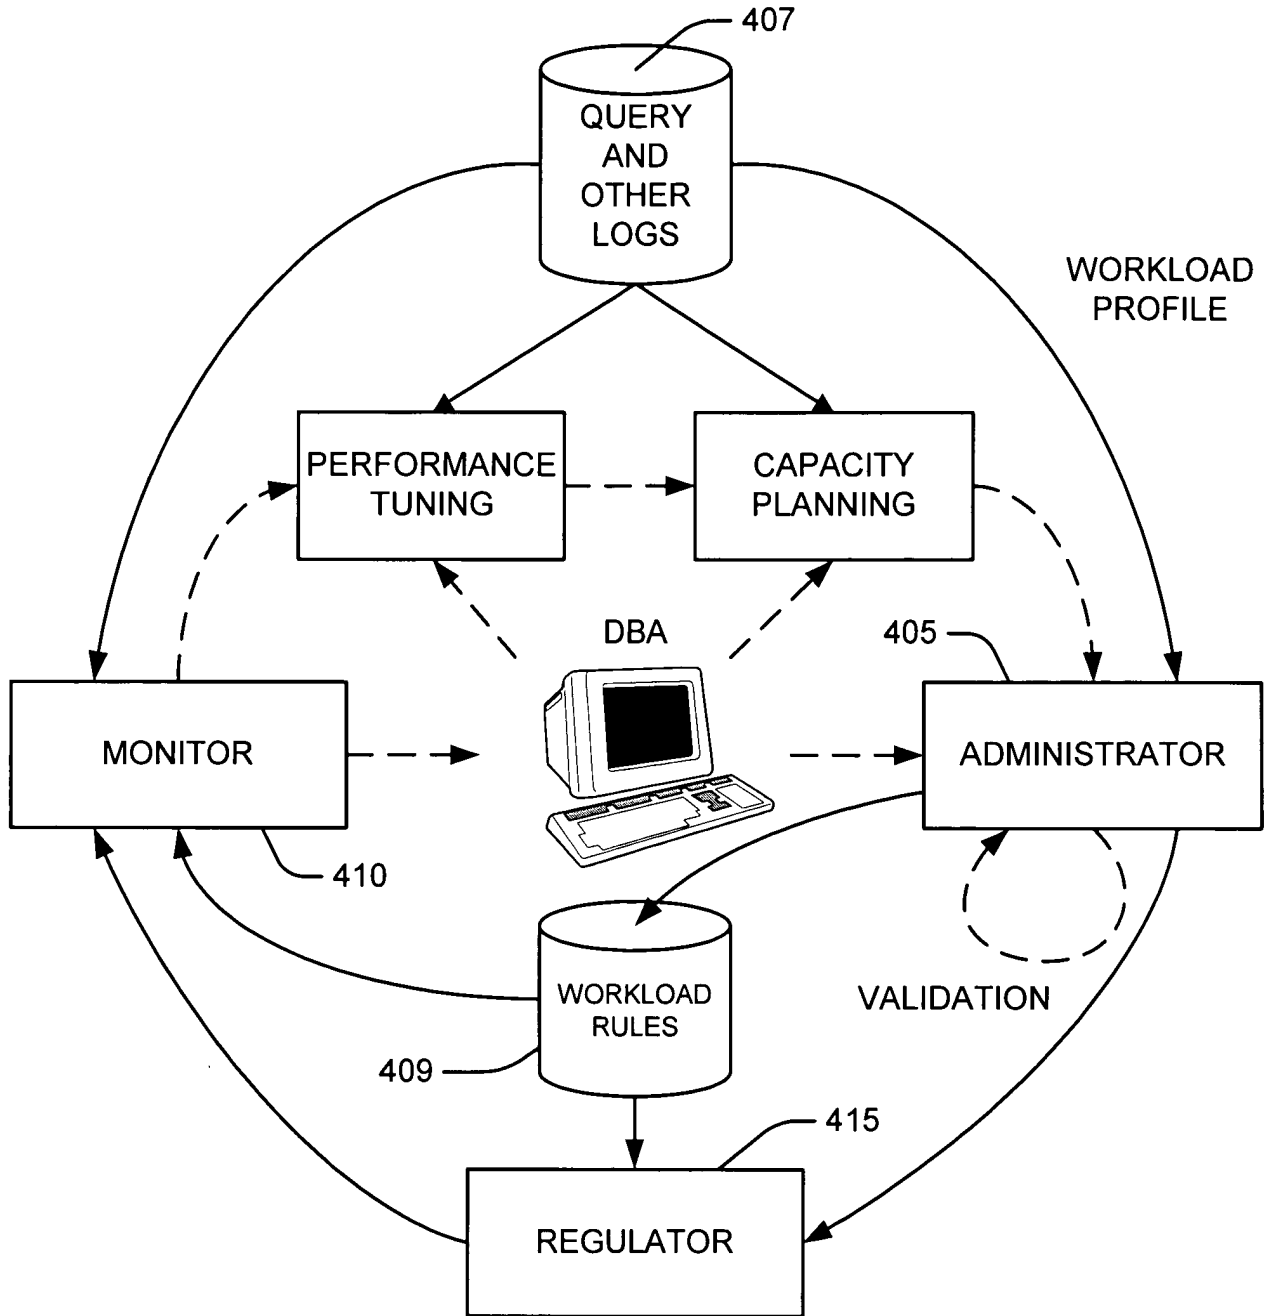 407
QUERY
AND
OTHER
LOGS
WORKLOAD
PROFILE
PERFORMANCE
TUNING
CAPACITY
PLANNING
DBA
405
MONITOR
ADMINISTRATOR
410
WORKLOAD
RULES
VALIDATION
409
415
REGULATOR